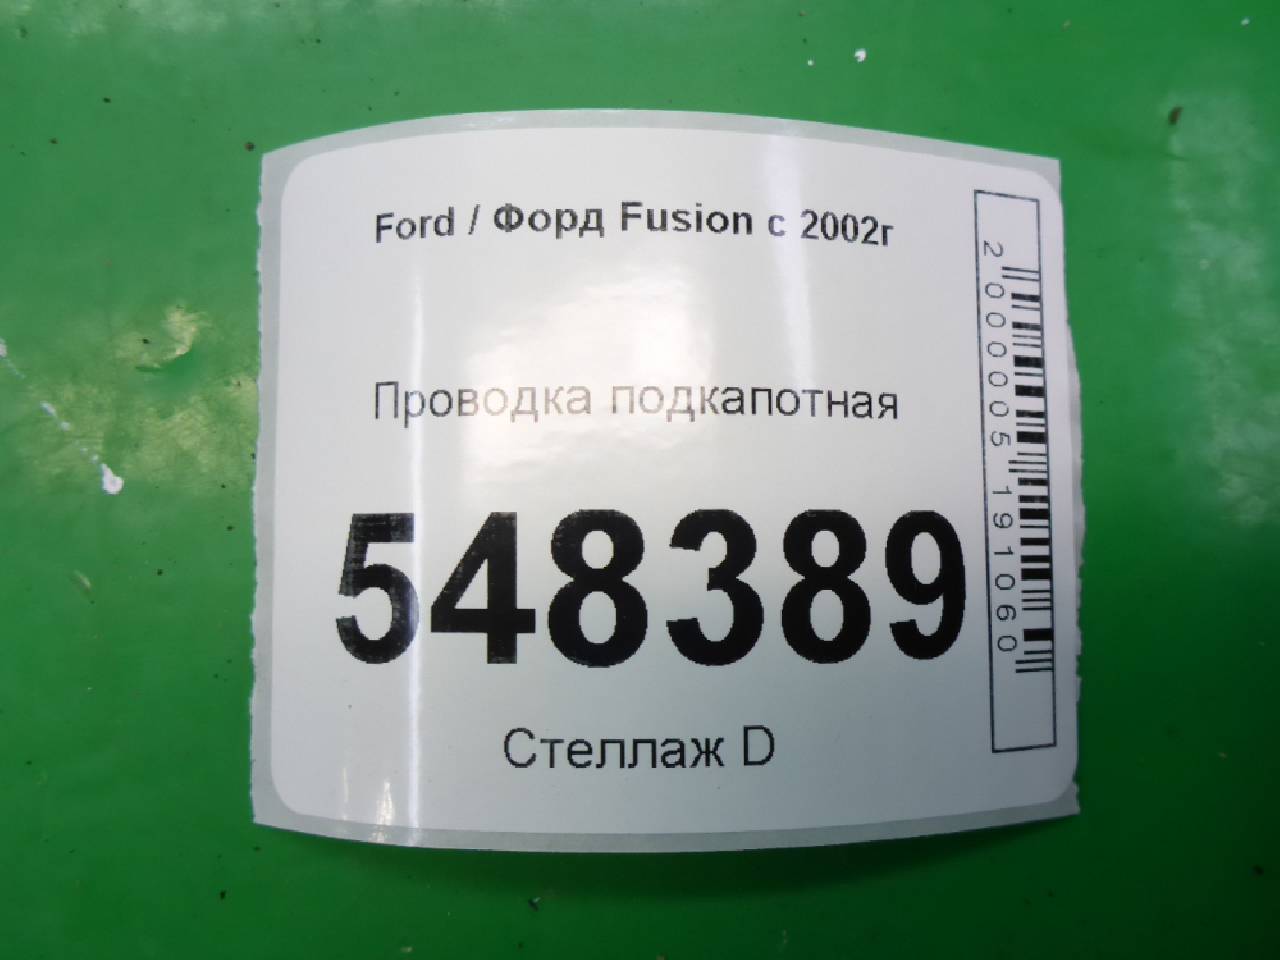 Ford / Форд Fusion с 2002г
Проводка подкапотная
548389
Стеллаж D
2000005191060